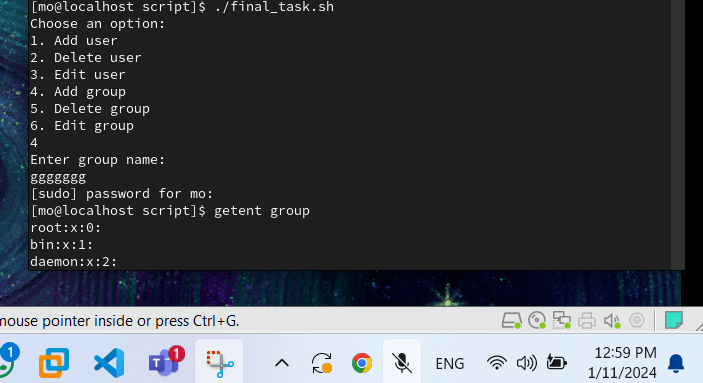 [mo@localhost script]$ ./final_task.sh
Choose an option:
1. Add user
2. Delete user
3. Edit user
4. Add group
5. Delete group
6. Edit group
4
Enter group name:
ggggggg
[sudo] password for mo:
[mo@localhost script]$ getent group
root:x:0:
bin:x:1:
daemon:x:2:
mouse pointer inside or press Ctrl+G.
1
1
ENG
12:59 PM
1/11/2024